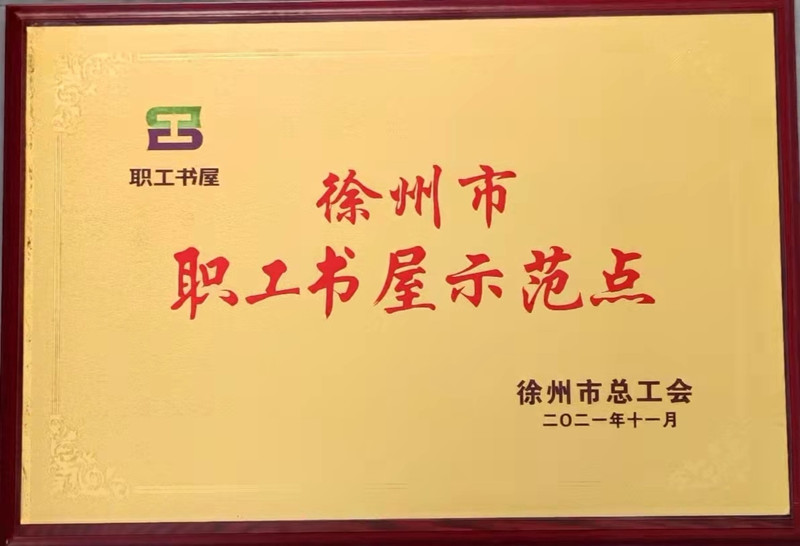 职工书屋
徐州市
职工书屋示范点
徐州市总工会
二〇二一年十一月